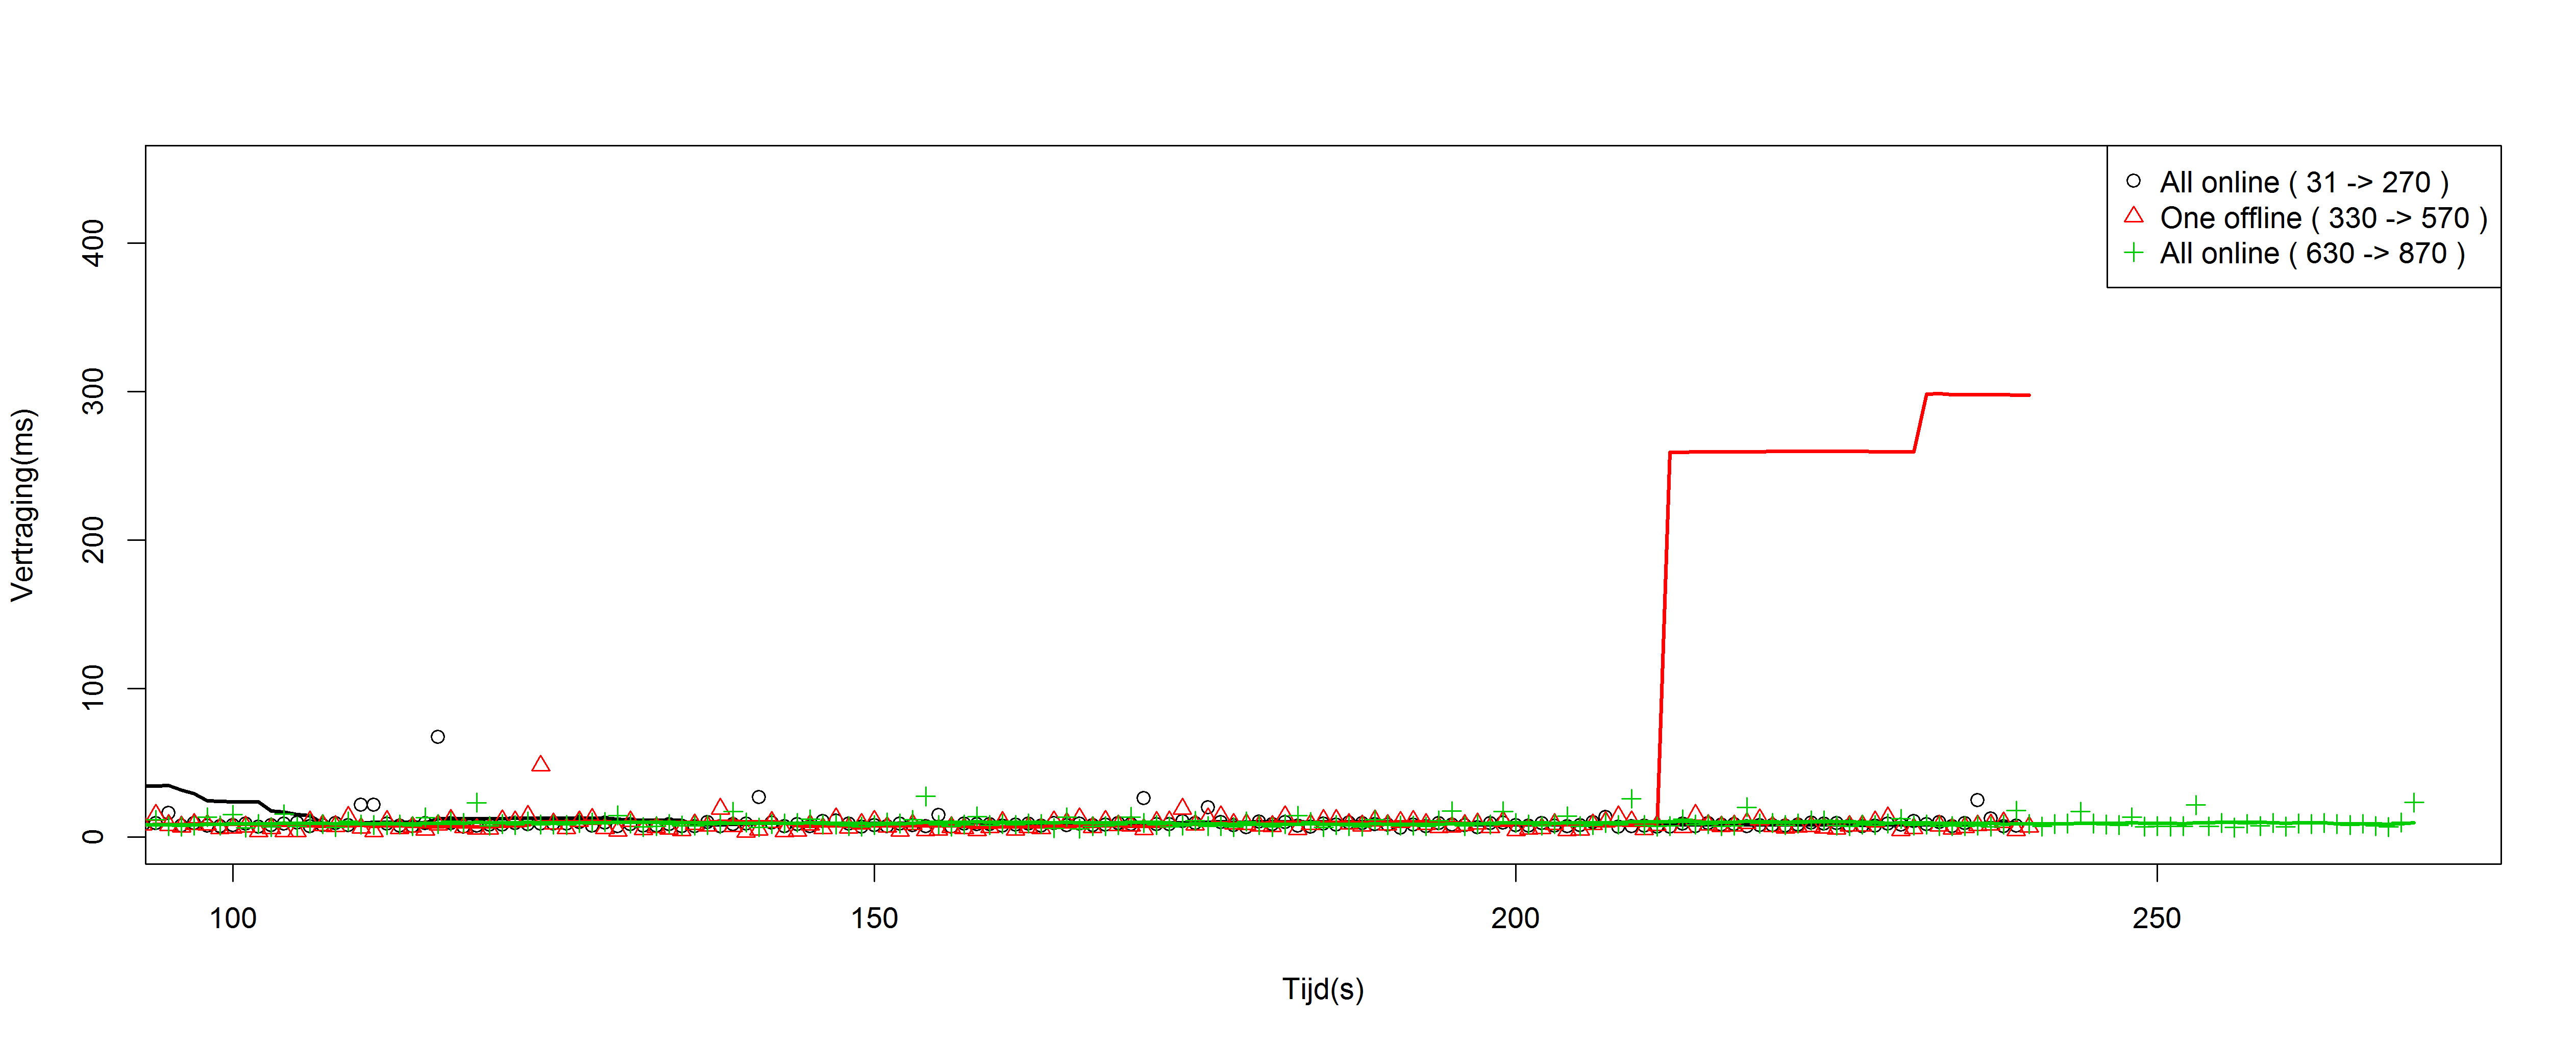 All online ( 31 -> 270 )
One offline ( 330 -> 570 )
All online ( 630 -> 870 )
Vertraging(ms)
400
300
200
100
0
100
150
200
250
Tijd(s)